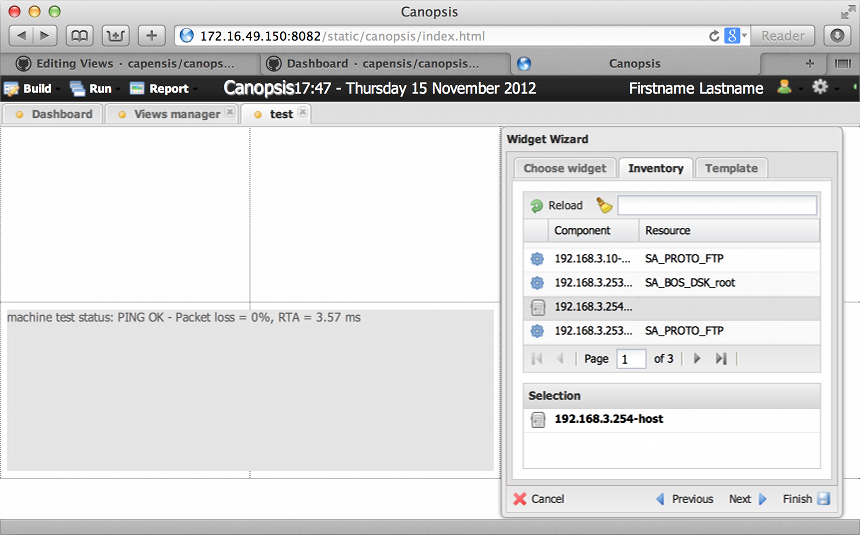 Canopsis
172.16.49.150:8082/static/canopsis/index.html
Reader
Editing Views · capensis/canops...
Dashboard · capensis/canopsis...
Canopsis
Build Run Report Canopsis 17:47 - Thursday 15 November 2012 Firstname Lastname
Dashboard Views manager test
Widget Wizard
Choose widget Inventory Template
Reload
Component Resource
192.168.3.10-... SA_PROTO_FTP
192.168.3.253... SA_BOS_DSK_root
192.168.3.254...
192.168.3.253... SA_PROTO_FTP
machine test status: PING OK - Packet loss = 0%, RTA = 3.57 ms
Page 1 of 3
Selection
192.168.3.254-host
Cancel Previous Next Finish